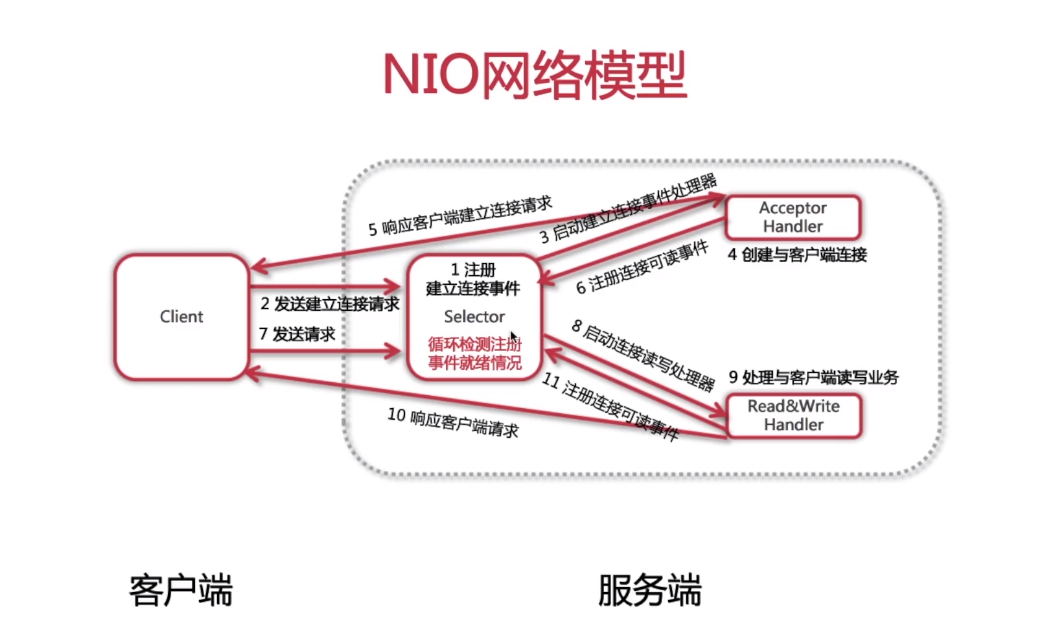 NIO网络模型
5 响应客户端建立连接请求
3 启动建立连接事件处理器
Acceptor
Handler
4 创建与客户端连接
6 注册连接可读事件
1 注册
建立连接事件
Selector
循环检测注册
事件就绪情况
Client
2 发送建立连接请求
7 发送请求
8 启动连接读写处理器
9 处理与客户端读写业务
Read&Write
Handler
11 注册连接可读事件
10 响应客户端请求
客户端
服务端